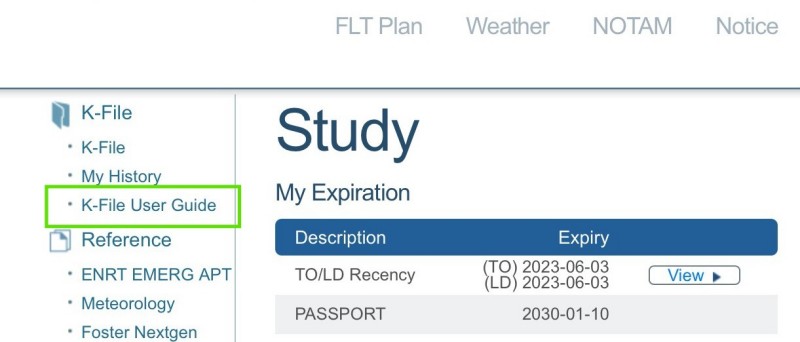 FLT Plan Weather NOTAM Notice
K-File
K-File
My History
K-File User Guide
Reference
ENRT EMERG APT
Meteorology
Foster Nextgen
Study
My Expiration
Description Expiry
TO/LD Recency (TO) 2023-06-03 View
(LD) 2023-06-03
PASSPORT 2030-01-10